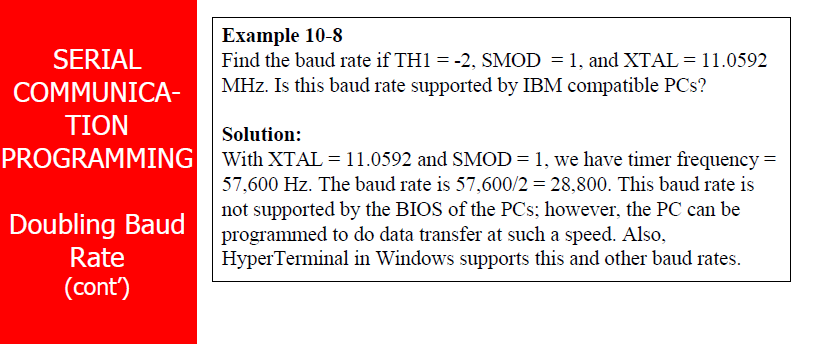 SERIAL
COMMUNICA-
TION
PROGRAMMING
Doubling Baud
Rate
(cont’)
Example 10-8
Find the baud rate if TH1 = -2, SMOD = 1, and XTAL = 11.0592
MHz. Is this baud rate supported by IBM compatible PCs?
Solution:
With XTAL = 11.0592 and SMOD = 1, we have timer frequency =
57,600 Hz. The baud rate is 57,600/2 = 28,800. This baud rate is
not supported by the BIOS of the PCs; however, the PC can be
programmed to do data transfer at such a speed. Also,
HyperTerminal in Windows supports this and other baud rates.